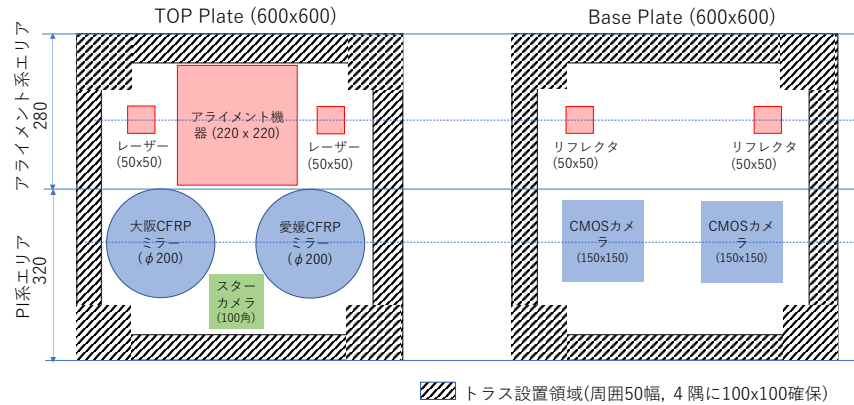 TOP Plate (600x600)
Base Plate (600x600)
アライメント系エリア
280
PI系エリア
320
アライメント機
器 (220 x 220)
レーザー
(50x50)
レーザー
(50x50)
大阪CFRP
ミラー
(φ200)
愛媛CFRP
ミラー
(φ200)
スター
カメラ
(100角)
リフレクタ
(50x50)
リフレクタ
(50x50)
CMOSカメ
ラ
(150x150)
CMOSカメ
ラ
(150x150)
トラス設置領域(周囲50幅, 4 隅に100x100確保)